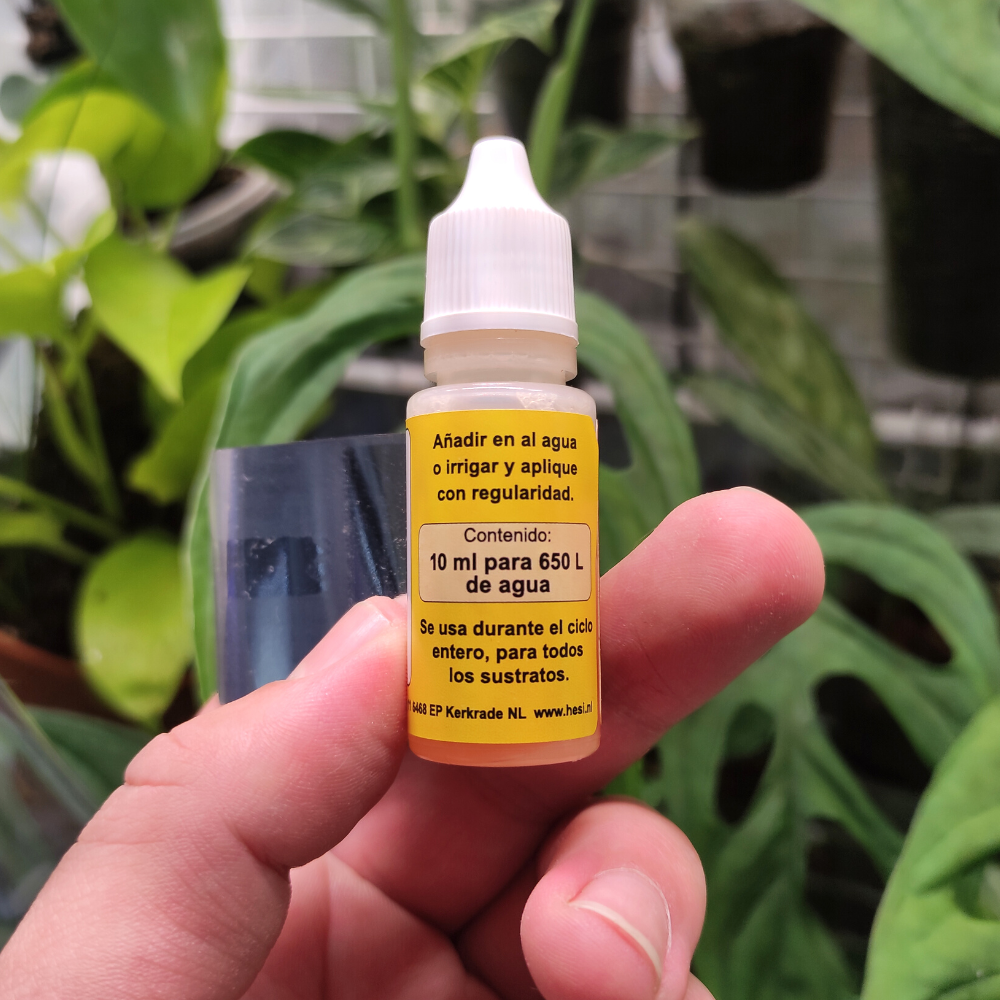 Añadir en al agua
o irrigar y aplique
con regularidad.
Contenido:
10 ml para 650 L
de agua
Se usa durante el ciclo
entero, para todos
los sustratos.
6468 EP Kerkrade NL www.hesi.nl